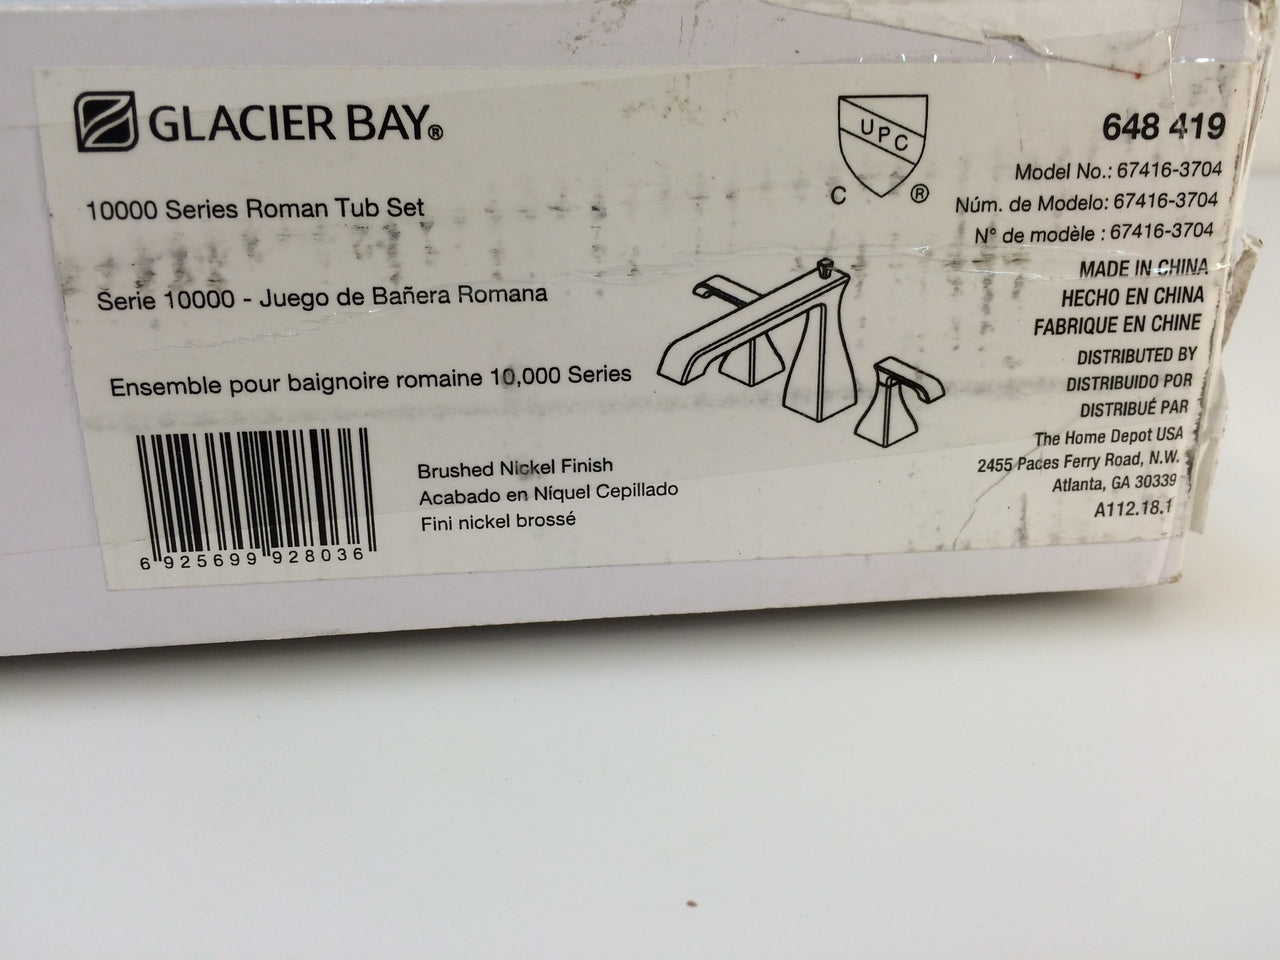 GLACIER BAY®
10000 Series Roman Tub Set
Serie 10000 - Juego de Bañera Romana
Ensemble pour baignoire romaine 10,000 Series
6 925699 928036
Brushed Nickel Finish
Acabado en Níquel Cepillado
Fini nickel brossé
UPC
C ®
648 419
Model No.: 67416-3704
Núm. de Modelo: 67416-3704
N° de modèle : 67416-3704
MADE IN CHINA
HECHO EN CHINA
FABRIQUE EN CHINE
DISTRIBUTED BY
DISTRIBUIDO POR
DISTRIBUÉ PAR
The Home Depot USA
2455 Paces Ferry Road, N.W.
Atlanta, GA 30339
A112.18.1